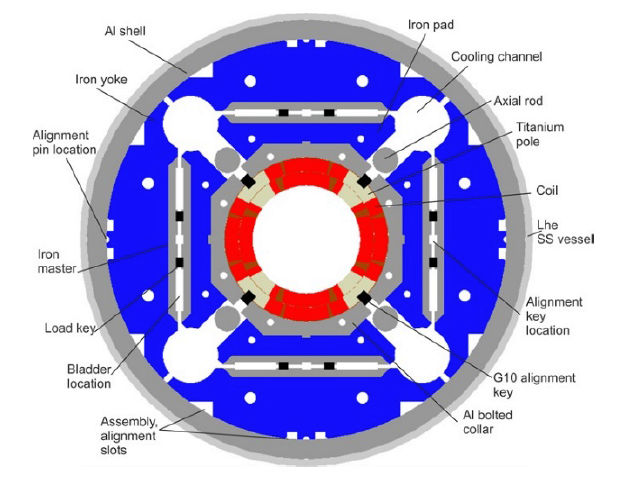 Al shell
Iron pad
Cooling channel
Iron yoke
Axial rod
Alignment
pin location
Titanium
pole
Coil
Lhe
SS vessel
Iron
master
Load key
Alignment
key
location
Bladder
location
G10 alignment
key
Al bolted
collar
Assembly,
alignment
slots